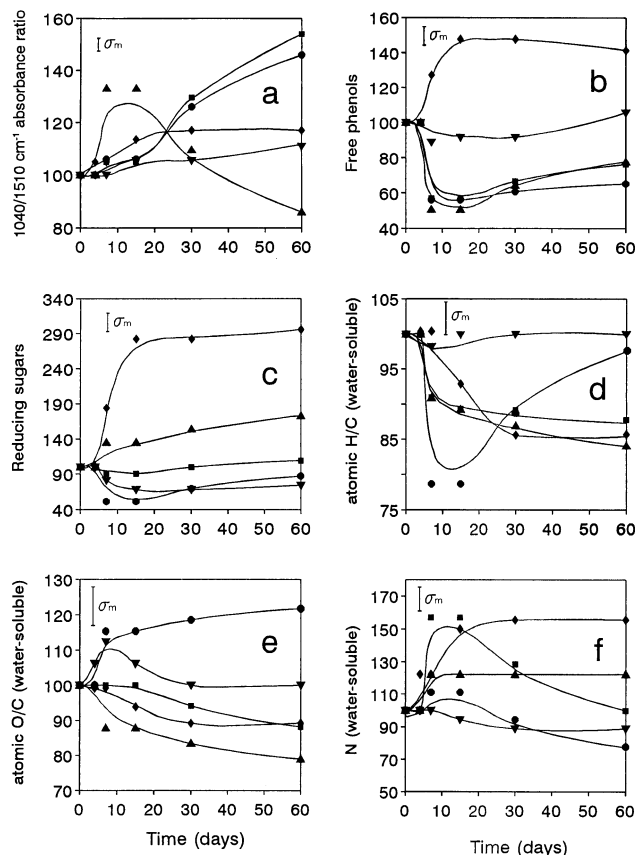 1040/1510 cm⁻¹ absorbance ratio
160
140
120
100
80
σm
a
0 10 20 30 40 50 60
Free phenols
160
140
120
100
80
60
40
σm
b
0 10 20 30 40 50 60
Reducing sugars
340
290
240
190
140
90
40
σm
c
0 10 20 30 40 50 60
atomic H/C (water-soluble)
105
95
85
75
σm
d
0 10 20 30 40 50 60
atomic O/C (water-soluble)
130
120
110
100
90
80
70
σm
e
0 10 20 30 40 50 60
Time (days)
N (water-soluble)
170
150
130
110
90
70
50
σm
f
0 10 20 30 40 50 60
Time (days)